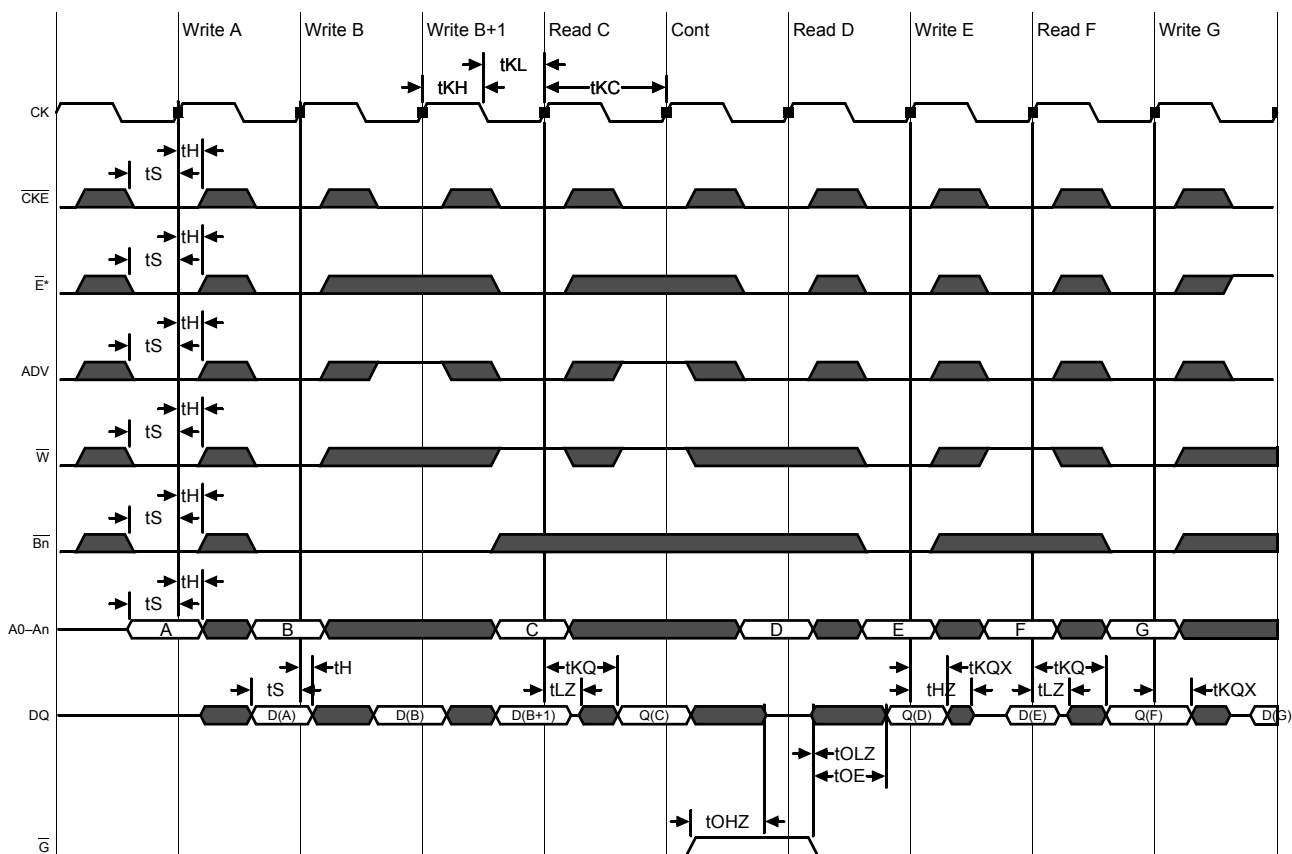 Write A Write B Write B+1 Read C Cont Read D Write E Read F Write G
tKL
tKH tKC
CK
tH
tS
CKE
tH
tS
E*
tH
tS
ADV
tH
tS
W
tH
tS
Bn
tH
tS
A0–An A B C D E F G
tH tKQ tKQX tKQ
tS tLZ tHZ tLZ tKQX
DQ D(A) D(B) D(B+1) Q(C) Q(D) D(E) Q(F) D(G)
tOLZ
tOE
tOHZ
G